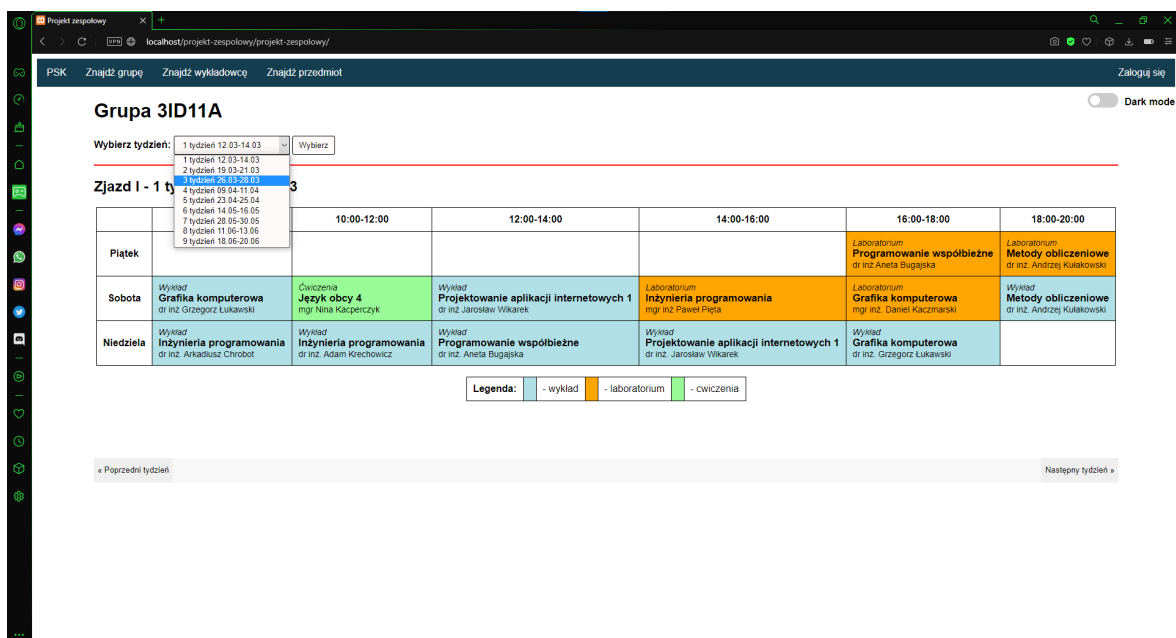 Projekt zespołowy
VPN localhost/projekt-zespolowy/projekt-zespolowy/
PSK Znajdź grupę Znajdź wykładowcę Znajdź przedmiot Zaloguj się
Dark mode
Grupa 3ID11A
Wybierz tydzień: 1 tydzień 12.03-14.03 Wybierz
1 tydzień 12.03-14.03
2 tydzień 19.03-21.03
3 tydzień 26.03-28.03
4 tydzień 09.04-11.04
5 tydzień 23.04-25.04
6 tydzień 14.05-16.05
7 tydzień 28.05-30.05
8 tydzień 11.06-13.06
9 tydzień 18.06-20.06
Zjazd I - 1 ty 3
10:00-12:00 12:00-14:00 14:00-16:00 16:00-18:00 18:00-20:00
Piątek
Laboratorium
Programowanie współbieżne
dr inż Aneta Bugajska
Laboratorium
Metody obliczeniowe
dr inż. Andrzej Kułakowski
Sobota
Wykład
Grafika komputerowa
dr inż Grzegorz Łukawski
Ćwiczenia
Język obcy 4
mgr Nina Kacperczyk
Wykład
Projektowanie aplikacji internetowych 1
dr inż Jarosław Wikarek
Laboratorium
Inżynieria programowania
mgr inż Paweł Pięta
Laboratorium
Grafika komputerowa
mgr inż. Daniel Kaczmarski
Wykład
Metody obliczeniowe
dr inż. Andrzej Kułakowski
Niedziela
Wykład
Inżynieria programowania
dr inż. Arkadiusz Chrobot
Wykład
Inżynieria programowania
dr inż. Adam Krechowicz
Wykład
Programowanie współbieżne
dr inż. Aneta Bugajska
Wykład
Projektowanie aplikacji internetowych 1
dr inż. Jarosław Wikarek
Wykład
Grafika komputerowa
dr inż. Grzegorz Łukawski
Legenda: - wykład - laboratorium - cwiczenia
« Poprzedni tydzień Następny tydzień »